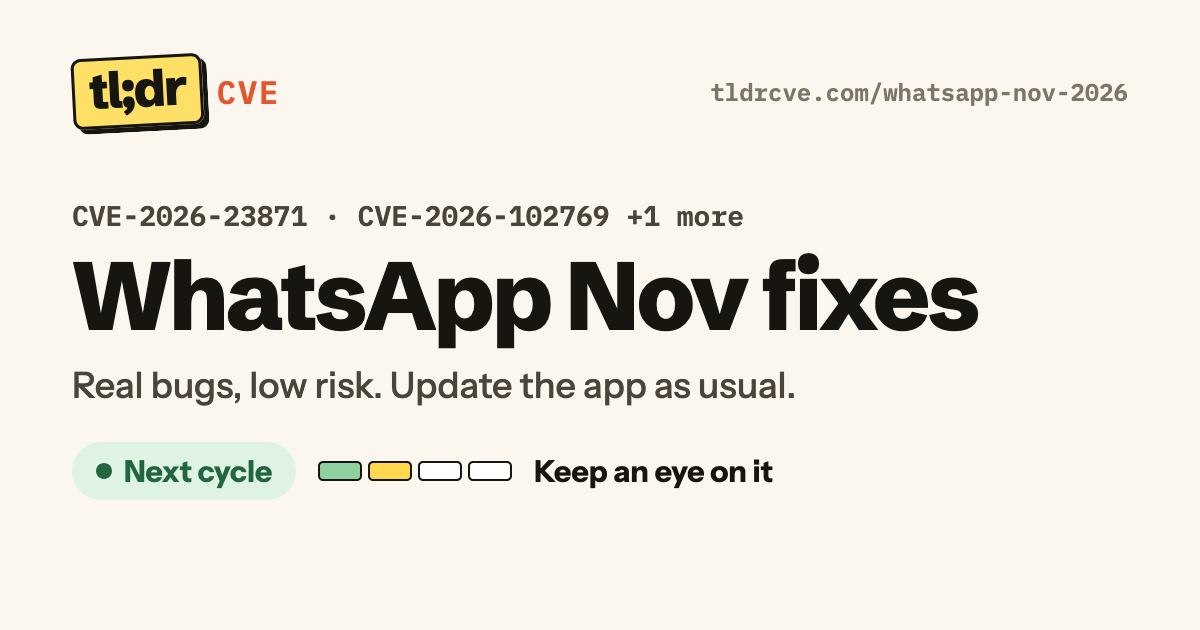 tl;dr CVE
tldrcve.com/whatsapp-nov-2026
CVE-2026-23871 · CVE-2026-102769 +1 more
WhatsApp Nov fixes
Real bugs, low risk. Update the app as usual.
Next cycle
Keep an eye on it